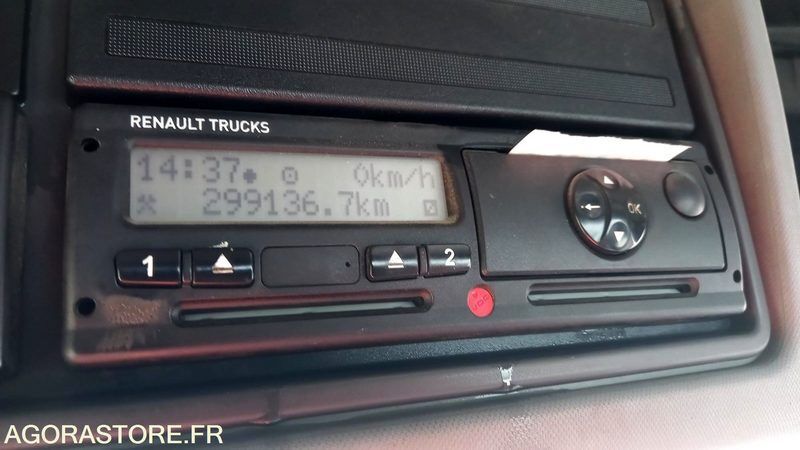 RENAULT TRUCKS
14:37 0km/h
299136.7km
1 2
OK
AGORASTORE.FR